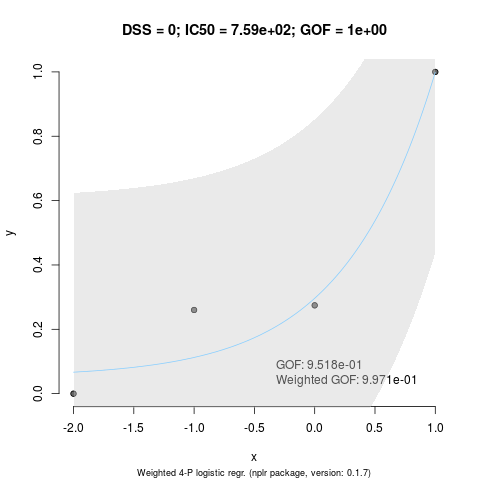 DSS = 0; IC50 = 7.59e+02; GOF = 1e+00
1.0
0.8
0.6
y
0.4
0.2
0.0
GOF: 9.518e-01
Weighted GOF: 9.971e-01
-2.0 -1.5 -1.0 -0.5 0.0 0.5 1.0
x
Weighted 4-P logistic regr. (nplr package, version: 0.1.7)